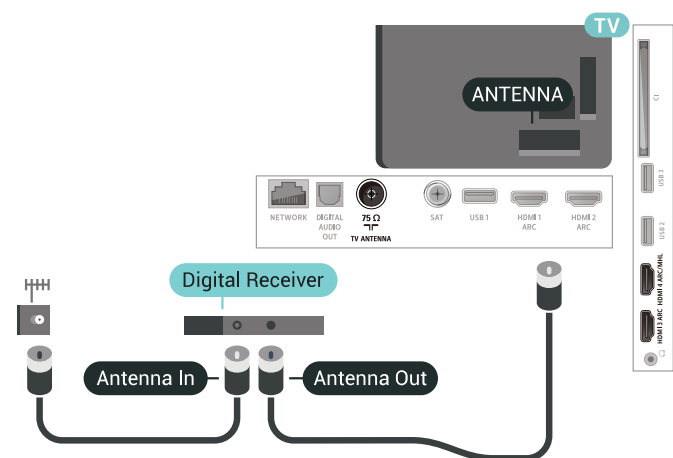 TV
ANTENNA
CI
USB 3
USB 2
HDMI 4 ARC/MHL
HDMI 3 ARC
NETWORK
DIGITAL
AUDIO
OUT
75 Ω
TV ANTENNA
SAT
USB 1
HDMI 1
ARC
HDMI 2
ARC
Digital Receiver
Antenna In
Antenna Out